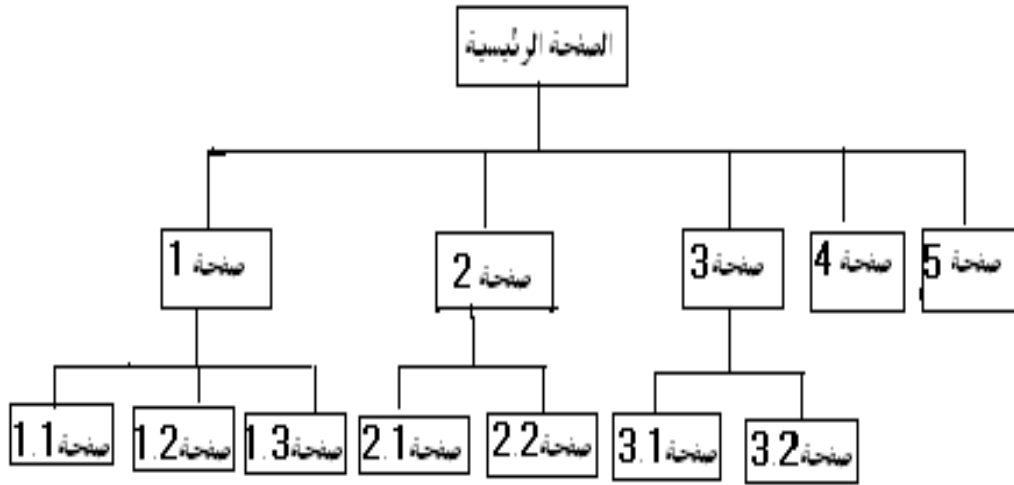 الصفحة الرئيسية
صفحة 1
صفحة 2
صفحة 3
صفحة 4
صفحة 5
صفحة 1.1
صفحة 1.2
صفحة 1.3
صفحة 2.1
صفحة 2.2
صفحة 3.1
صفحة 3.2